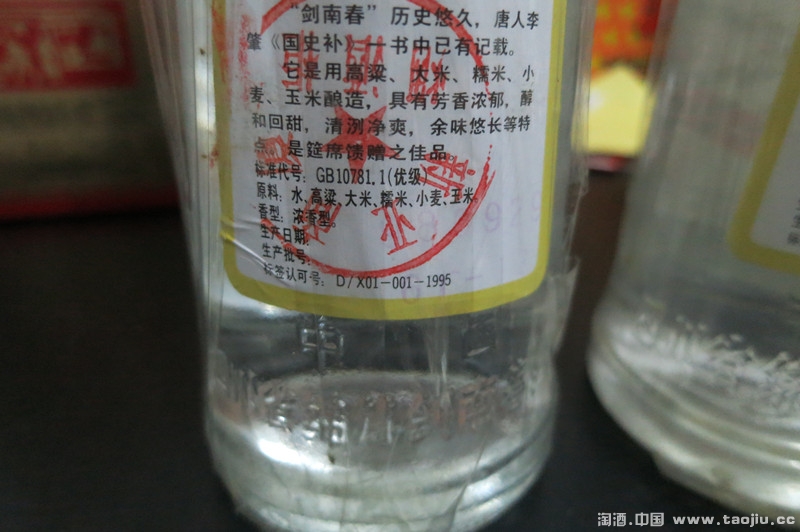 “剑南春”历史悠久，唐人李
肇《国史补》一书中已有记载。
它是用高粱、大米、糯米、小
麦、玉米酿造，具有芳香浓郁，醇
和回甜，清洌净爽，余味悠长等特
点，是筵席馈赠之佳品
标准代号：GB10781.1(优级)
原料：水、高粱、大米、糯米、小麦、玉米
香型：浓香型。
生产日期：
生产批号：
标签认可号：D/X01-001-1995
中
淘酒.中国 www.taojiu.cc